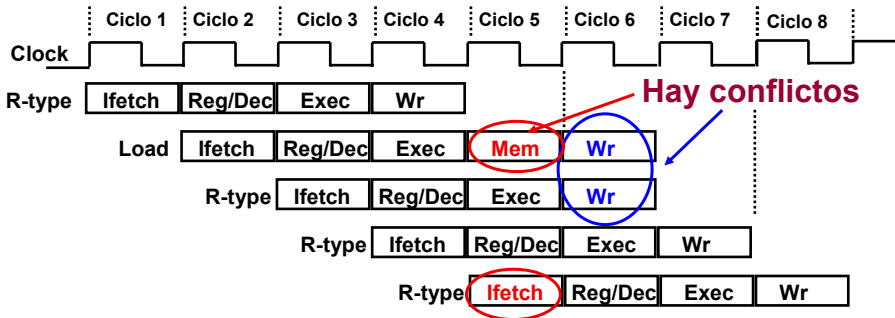 Ciclo 1 Ciclo 2 Ciclo 3 Ciclo 4 Ciclo 5 Ciclo 6 Ciclo 7 Ciclo 8
Clock
R-type Ifetch Reg/Dec Exec Wr
Hay conflictos
Load Ifetch Reg/Dec Exec Mem Wr
R-type Ifetch Reg/Dec Exec Wr
R-type Ifetch Reg/Dec Exec Wr
R-type Ifetch Reg/Dec Exec Wr